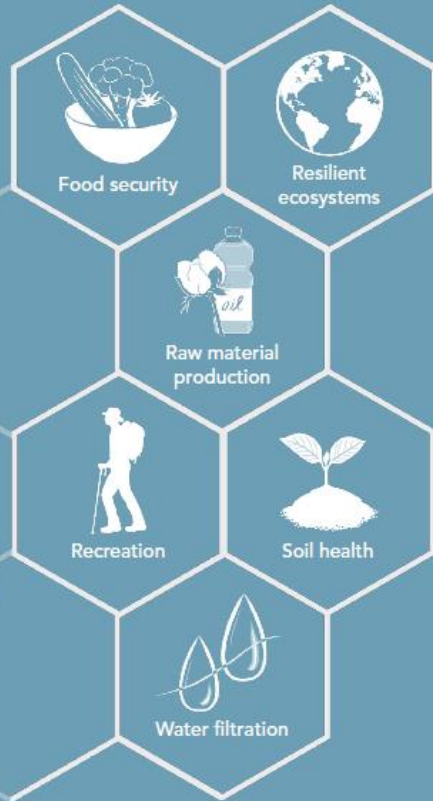 Food security
Resilient
ecosystems
oil
Raw material
production
Recreation
Soil health
Water filtration